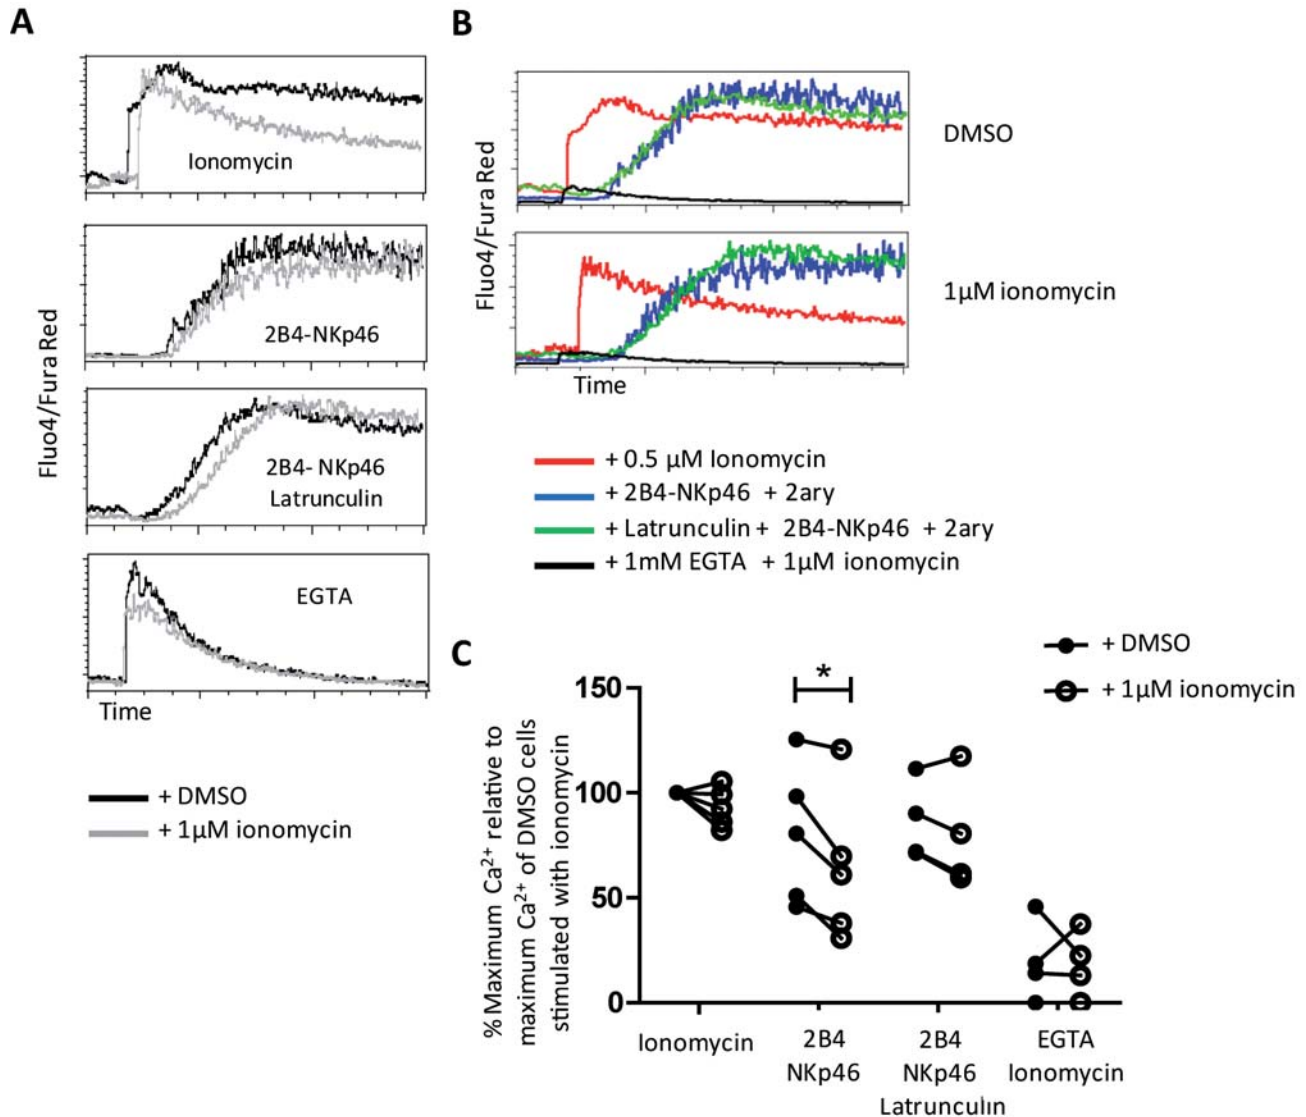 A
Fluo4/Fura Red
Ionomycin
2B4-NKp46
2B4- NKp46
Latrunculin
EGTA
Time
+ DMSO
+ 1µM ionomycin
B
Fluo4/Fura Red
DMSO
1µM ionomycin
Time
+ 0.5 µM Ionomycin
+ 2B4-NKp46 + 2ary
+ Latrunculin + 2B4-NKp46 + 2ary
+ 1mM EGTA + 1µM ionomycin
C
+ DMSO
+ 1µM ionomycin
% Maximum Ca²⁺ relative to
maximum Ca²⁺ of DMSO cells
stimulated with ionomycin
150
100
50
0
*
Ionomycin
2B4
NKp46
2B4
NKp46
Latrunculin
EGTA
Ionomycin